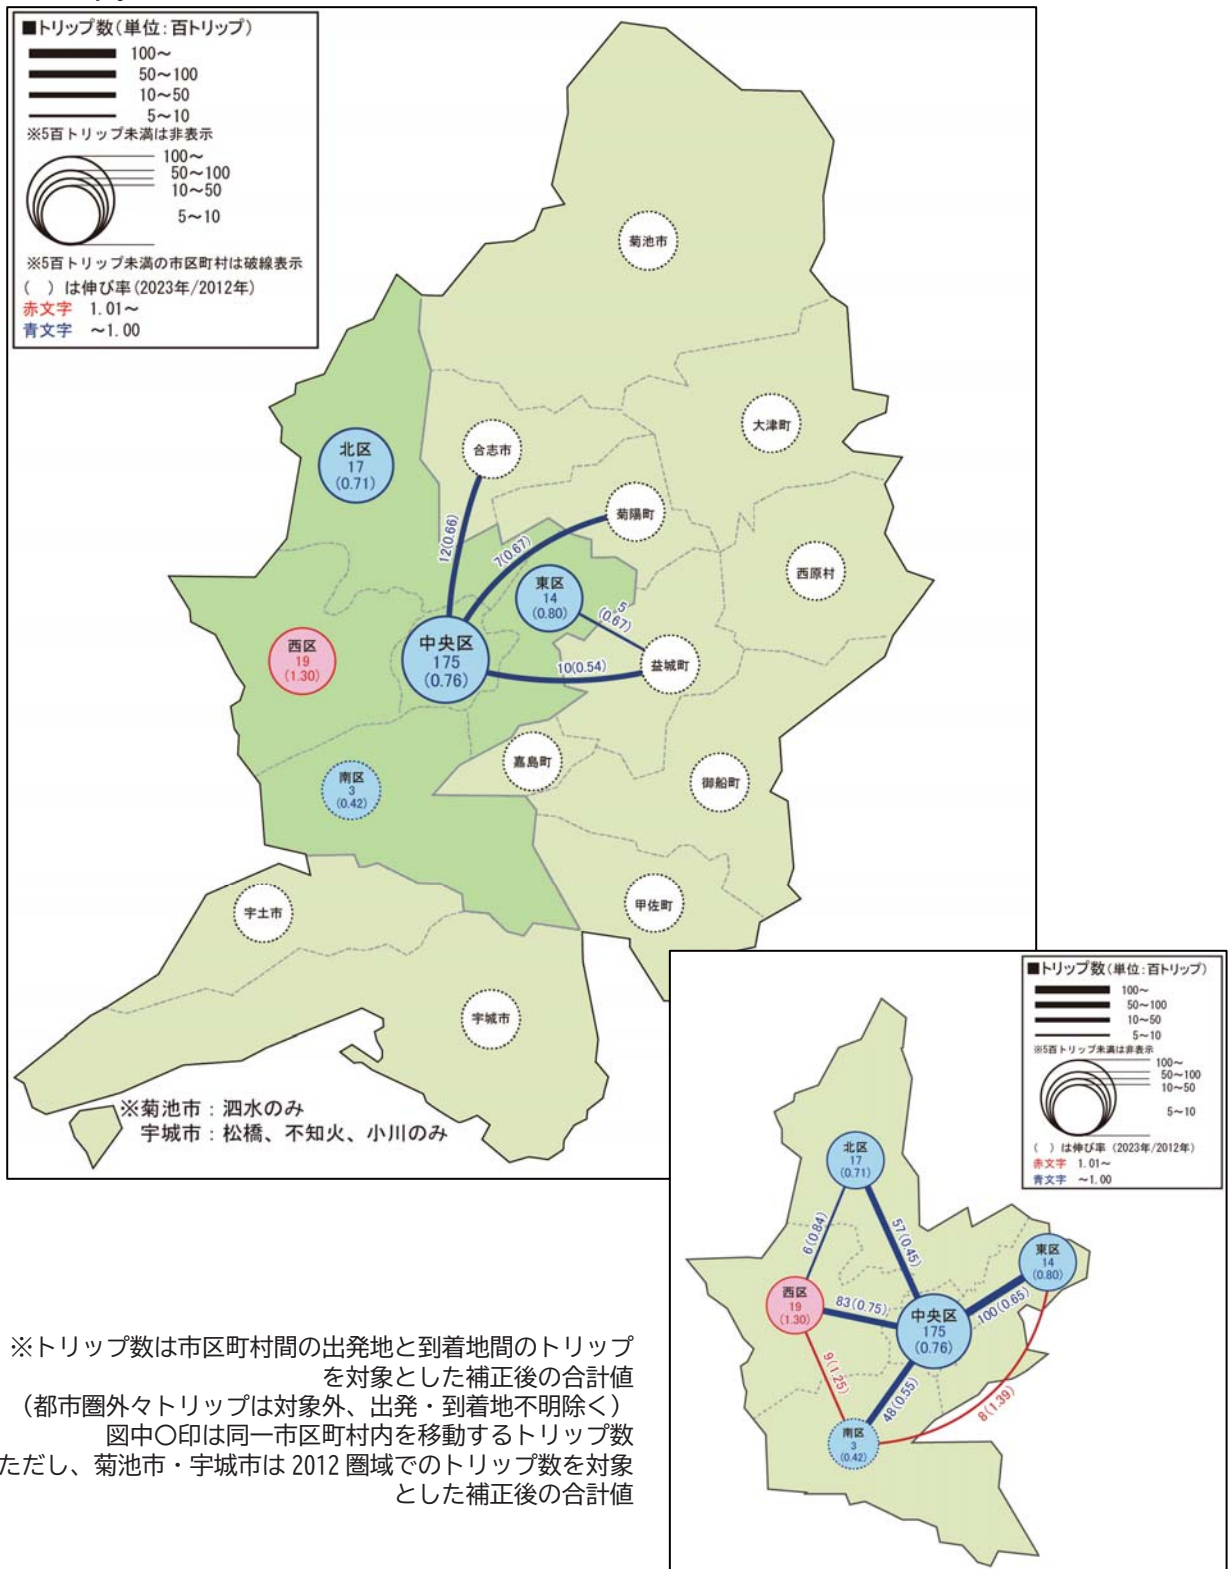 ■トリップ数(単位:百トリップ)
100～
50～100
10～50
5～10
※5百トリップ未満は非表示
100～
50～100
10～50
5～10
※5百トリップ未満の市区町村は破線表示
( )は伸び率(2023年/2012年)
赤文字 1.01～
青文字 ～1.00
菊池市
大津町
北区
17
(0.71)
合志市
菊陽町
12(0.66)
7(0.67)
西原村
東区
14
(0.80)
5
(0.67)
西区
19
(1.30)
中央区
175
(0.76)
10(0.54)
益城町
嘉島町
御船町
南区
3
(0.42)
甲佐町
宇土市
宇城市
※菊池市:泗水のみ
宇城市:松橋、不知火、小川のみ
■トリップ数(単位:百トリップ)
100～
50～100
10～50
5～10
※5百トリップ未満は非表示
100～
50～100
10～50
5～10
( )は伸び率(2023年/2012年)
赤文字 1.01～
青文字 ～1.00
北区
17
(0.71)
6(0.84)
57(0.45)
東区
14
(0.80)
西区
19
(1.30)
83(0.75)
中央区
175
(0.76)
100(0.65)
9(1.25)
48(0.55)
8(1.39)
南区
3
(0.42)
※トリップ数は市区町村間の出発地と到着地間のトリップ
を対象とした補正後の合計値
(都市圏外々トリップは対象外、出発・到着地不明除く)
図中〇印は同一市区町村内を移動するトリップ数
ただし、菊池市・宇城市は 2012 圏域でのトリップ数を対象
とした補正後の合計値